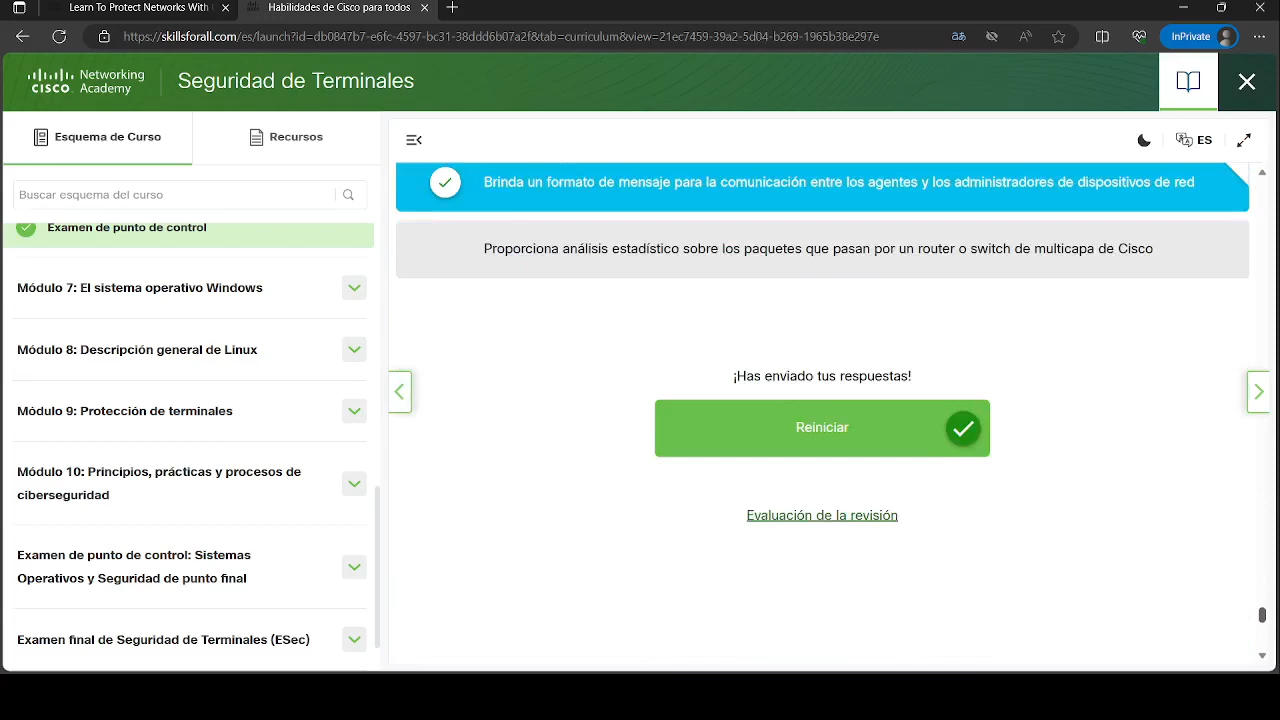 Learn To Protect Networks With
Habilidades de Cisco para todos
https://skillsforall.com/es/launch?id=db0847b7-e6fc-4597-bc31-38ddd6b07a2f&tab=curriculum&view=21ec7459-39a2-5d04-b269-1965b38e297e
InPrivate
Networking
CISCO Academy
Seguridad de Terminales
Esquema de Curso
Recursos
ES
Buscar esquema del curso
Examen de punto de control
Módulo 7: El sistema operativo Windows
Módulo 8: Descripción general de Linux
Módulo 9: Protección de terminales
Módulo 10: Principios, prácticas y procesos de
ciberseguridad
Examen de punto de control: Sistemas
Operativos y Seguridad de punto final
Examen final de Seguridad de Terminales (ESec)
Brinda un formato de mensaje para la comunicación entre los agentes y los administradores de dispositivos de red
Proporciona análisis estadístico sobre los paquetes que pasan por un router o switch de multicapa de Cisco
¡Has enviado tus respuestas!
Reiniciar
Evaluación de la revisión